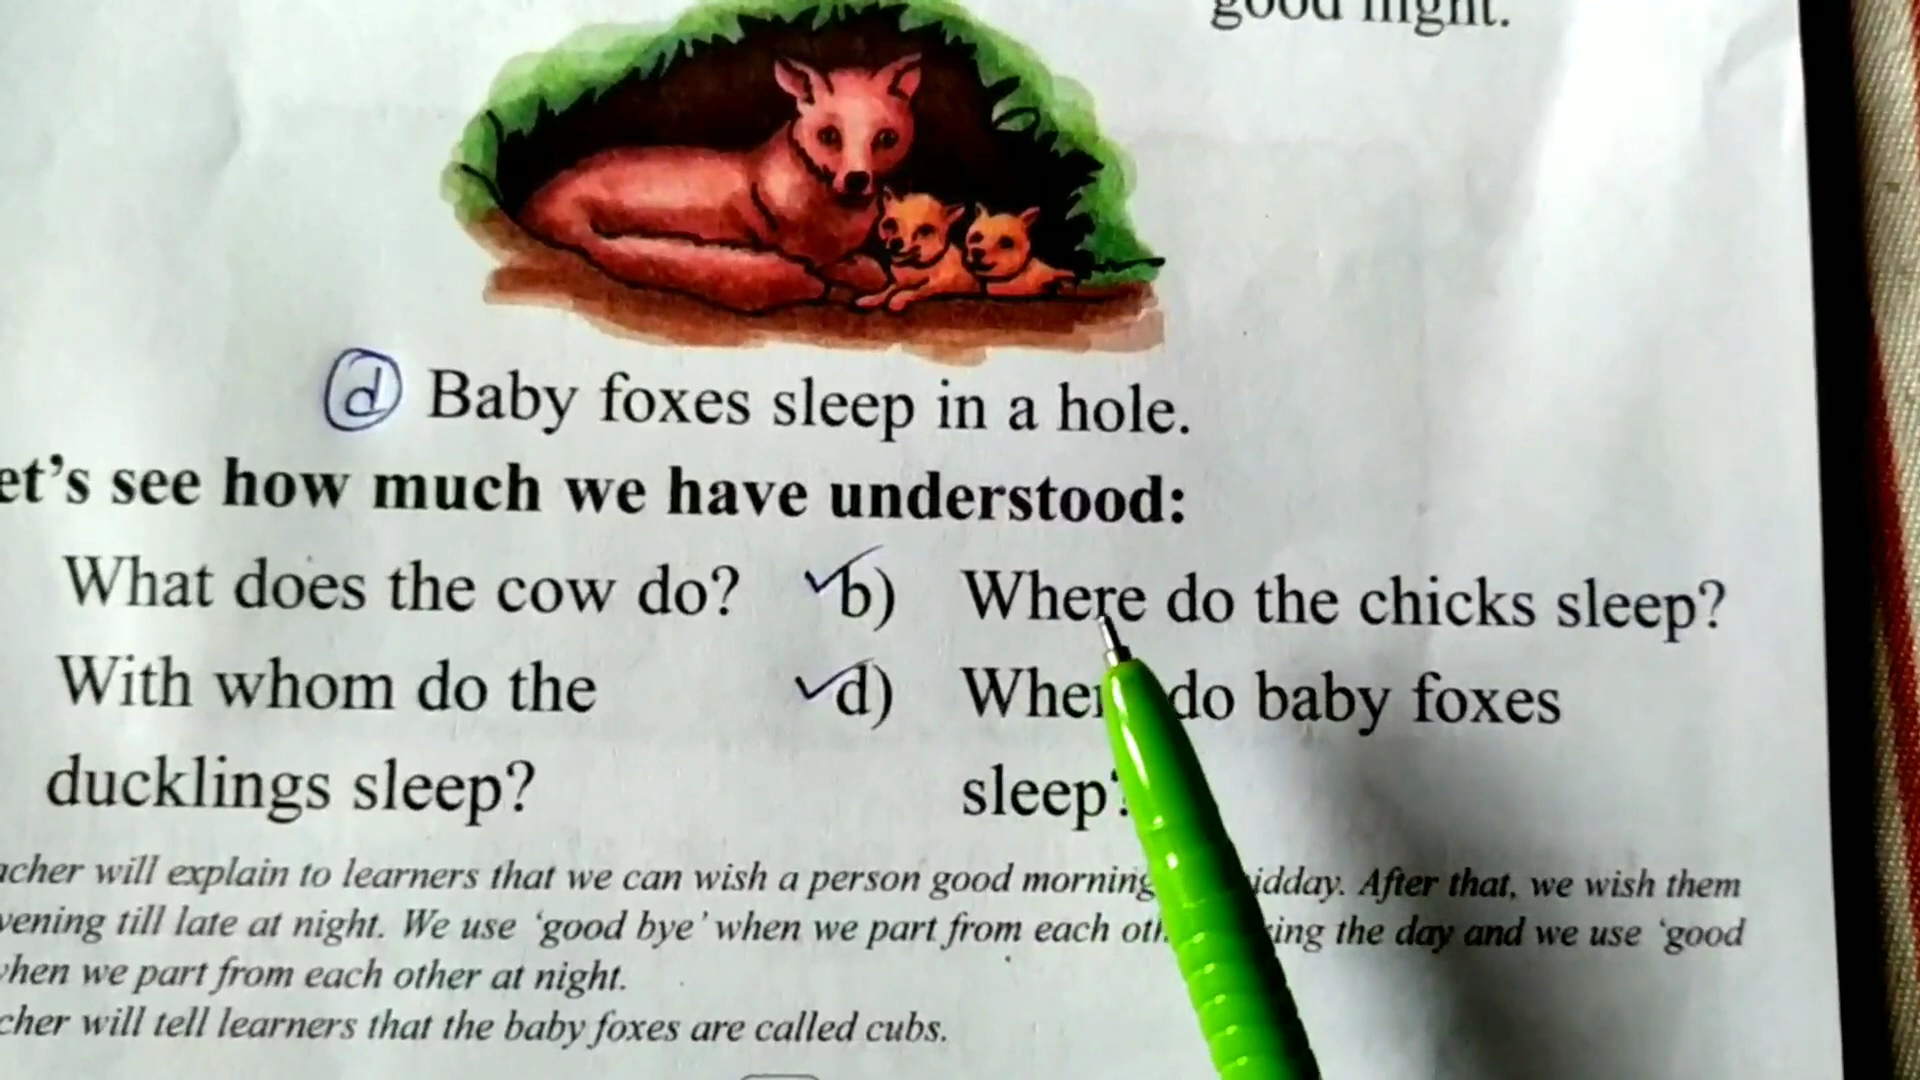 good night.
d Baby foxes sleep in a hole.
et's see how much we have understood:
What does the cow do? b) Where do the chicks sleep?
With whom do the d) Where do baby foxes
ducklings sleep? sleep?
acher will explain to learners that we can wish a person good morning idday. After that, we wish them
vening till late at night. We use 'good bye' when we part from each oth ing the day and we use 'good
when we part from each other at night.
cher will tell learners that the baby foxes are called cubs.